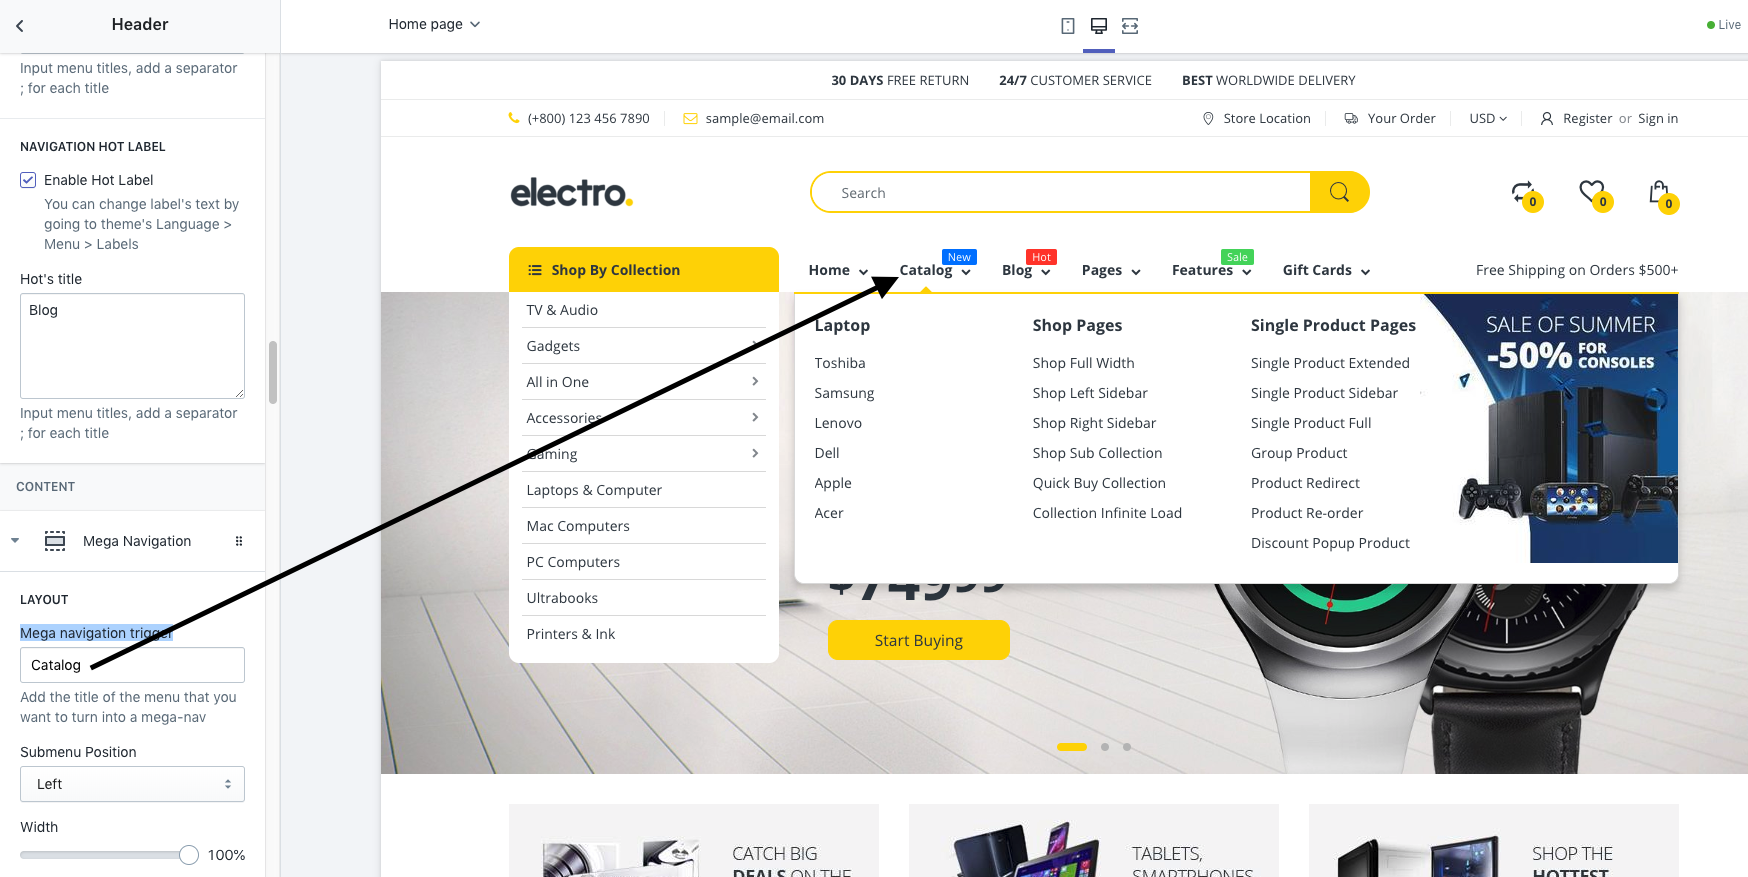 Header
Home page
Live
Input menu titles, add a separator
; for each title
NAVIGATION HOT LABEL
Enable Hot Label
You can change label's text by
going to theme's Language >
Menu > Labels
Hot's title
Blog
Input menu titles, add a separator
; for each title
CONTENT
Mega Navigation
LAYOUT
Mega navigation trigger
Catalog
Add the title of the menu that you
want to turn into a mega-nav
Submenu Position
Left
Width
100%
30 DAYS FREE RETURN 24/7 CUSTOMER SERVICE BEST WORLDWIDE DELIVERY
(+800) 123 456 7890 sample@email.com Store Location Your Order USD Register or Sign in
electro.
Search
0 0 0
New Hot Sale
Shop By Collection
Home Catalog Blog Pages Features Gift Cards Free Shipping on Orders $500+
TV & Audio
Gadgets
All in One
Accessories
Gaming
Laptops & Computer
Mac Computers
PC Computers
Ultrabooks
Printers & Ink
Laptop
Toshiba
Samsung
Lenovo
Dell
Apple
Acer
Shop Pages
Shop Full Width
Shop Left Sidebar
Shop Right Sidebar
Shop Sub Collection
Quick Buy Collection
Collection Infinite Load
Single Product Pages
Single Product Extended
Single Product Sidebar
Single Product Full
Group Product
Product Redirect
Product Re-order
Discount Popup Product
SALE OF SUMMER
-50% FOR
CONSOLES
$74999
Start Buying
CATCH BIG
DEALS ON THE
TABLETS,
SMARTPHONES
SHOP THE
HOTTEST